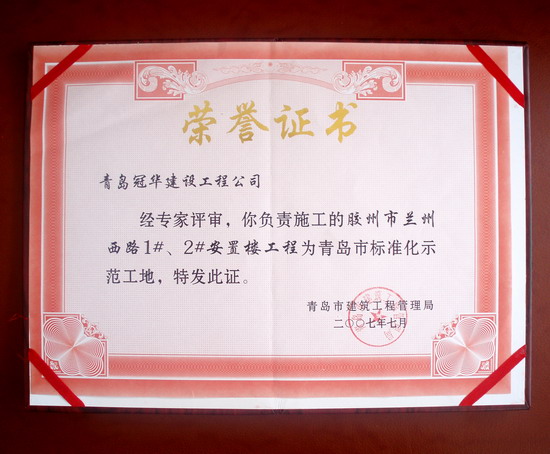 荣誉证书
青岛冠华建设工程公司
经专家评审，你负责施工的胶州市兰州
西路1#、2#安置楼工程为青岛市标准化示
范工地，特发此证。
青岛市建筑工程管理局
二〇〇七年七月